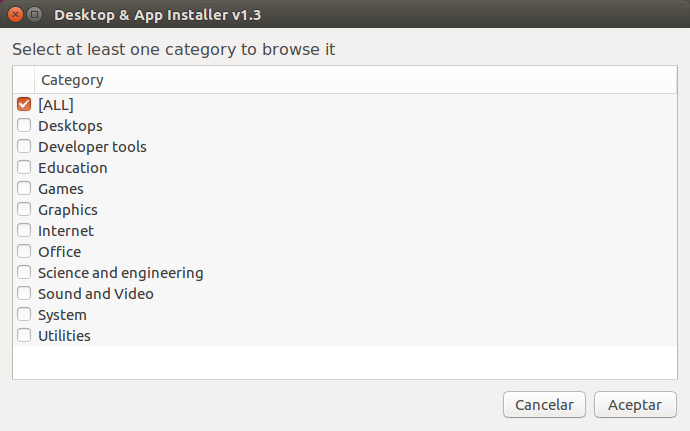 Desktop & App Installer v1.3
Select at least one category to browse it
Category
[ALL]
Desktops
Developer tools
Education
Games
Graphics
Internet
Office
Science and engineering
Sound and Video
System
Utilities
Cancelar Aceptar